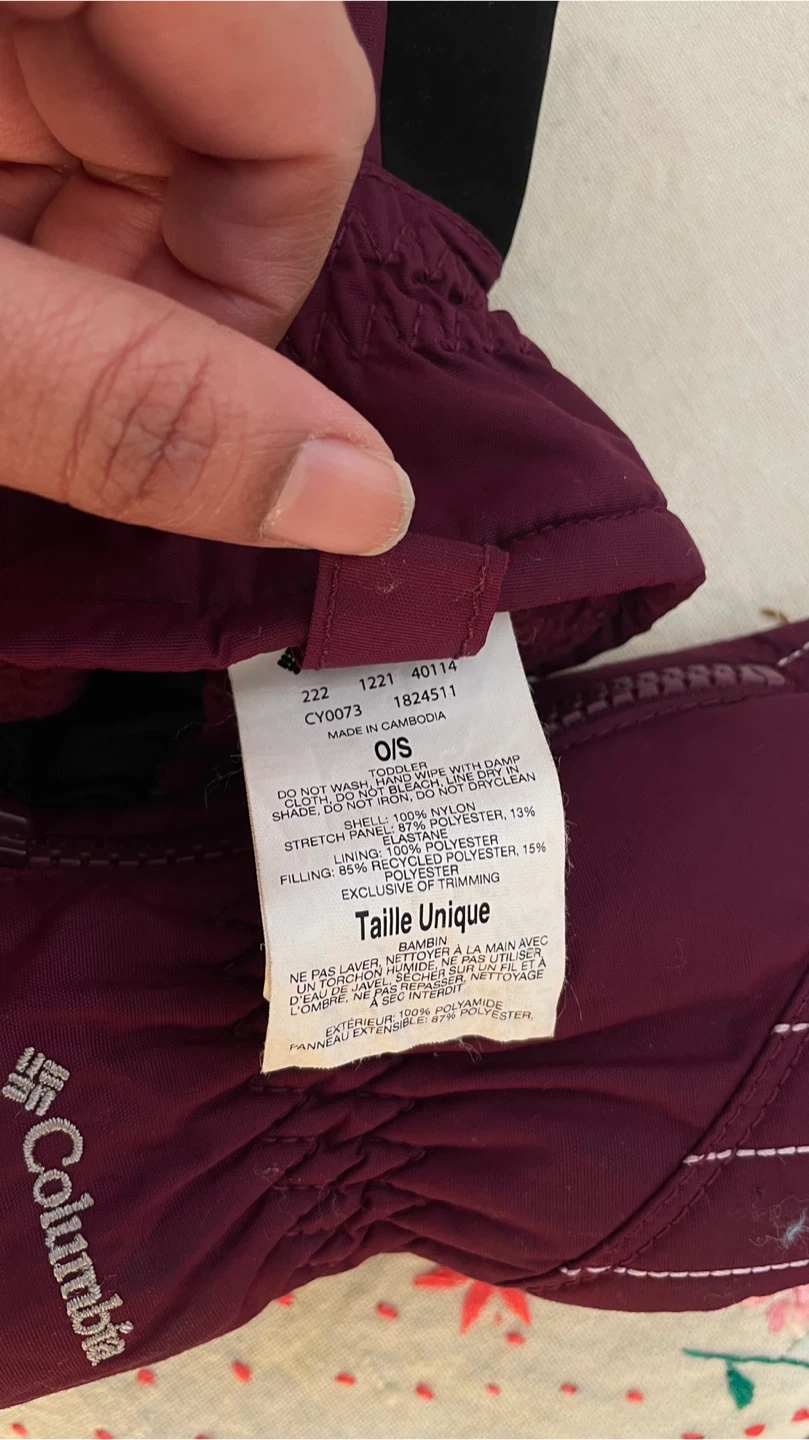 222 1221 40114
CY0073 1824511
MADE IN CAMBODIA
O/S
TODDLER
DO NOT WASH, HAND WIPE WITH DAMP
CLOTH, DO NOT BLEACH, LINE DRY IN
SHADE, DO NOT IRON, DO NOT DRYCLEAN
SHELL: 100% NYLON
STRETCH PANEL: 87% POLYESTER, 13%
ELASTANE
LINING: 100% POLYESTER
FILLING: 85% RECYCLED POLYESTER, 15%
POLYESTER
EXCLUSIVE OF TRIMMING
Taille Unique
BAMBIN
NE PAS LAVER, NETTOYER À LA MAIN AVEC
UN TORCHON HUMIDE, NE PAS UTILISER
D'EAU DE JAVEL, SÉCHER SUR UN FIL ET À
L'OMBRE, NE PAS REPASSER, NETTOYAGE
À SEC INTERDIT
EXTÉRIEUR: 100% POLYAMIDE
PANNEAU EXTENSIBLE: 87% POLYESTER,
Columbia